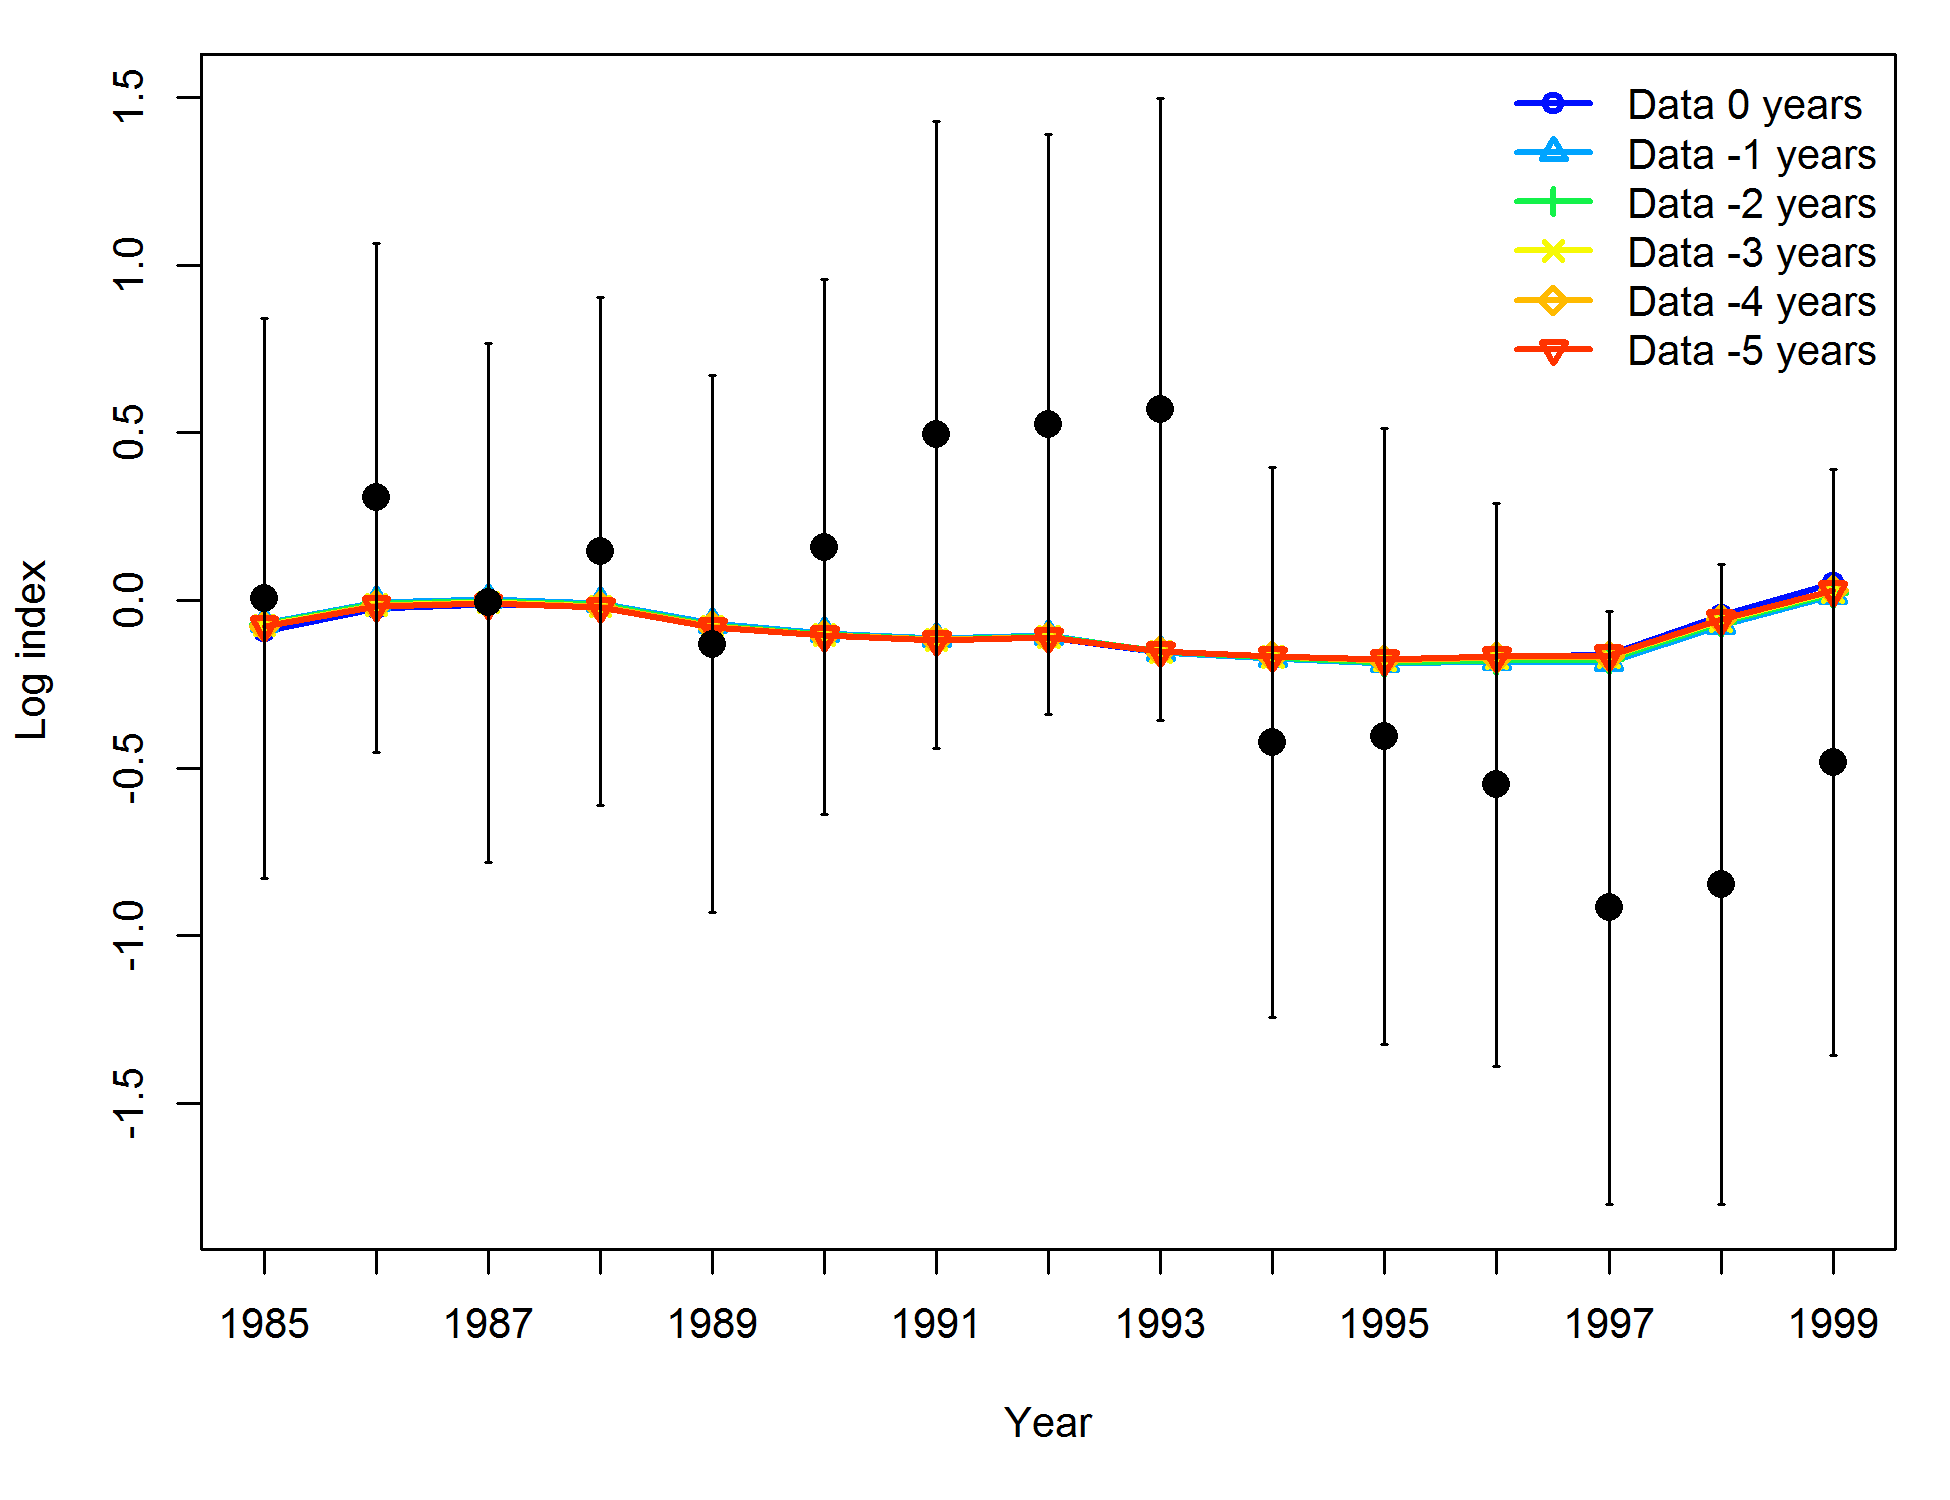 Data 0 years
Data -1 years
Data -2 years
Data -3 years
Data -4 years
Data -5 years
Log index
1.5
1.0
0.5
0.0
-0.5
-1.0
-1.5
1985 1987 1989 1991 1993 1995 1997 1999
Year